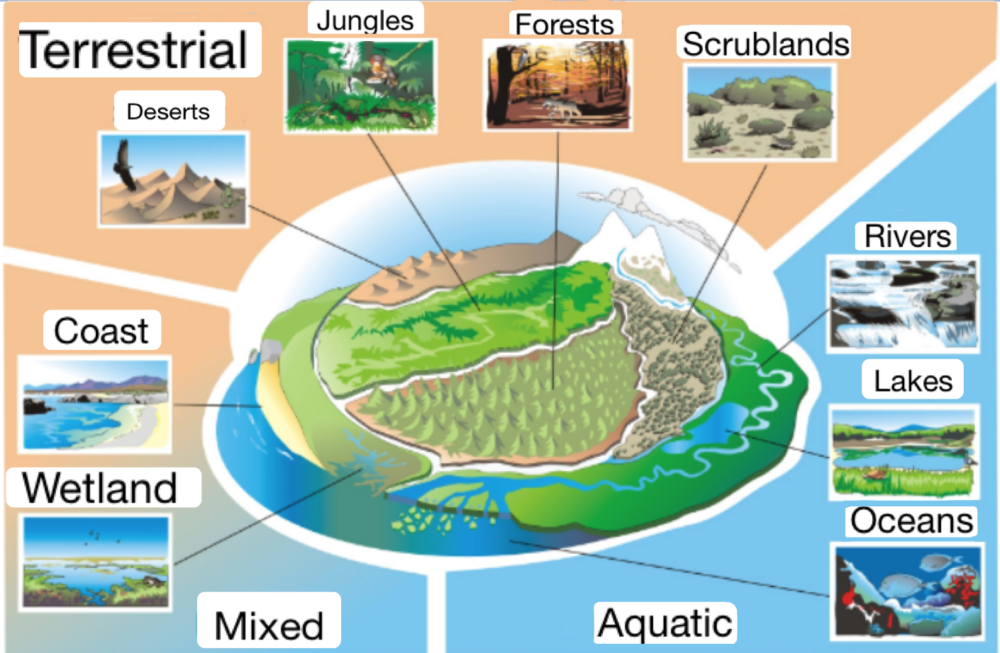 Terrestrial
Jungles
Forests
Scrublands
Deserts
Rivers
Coast
Lakes
Wetland
Oceans
Mixed
Aquatic